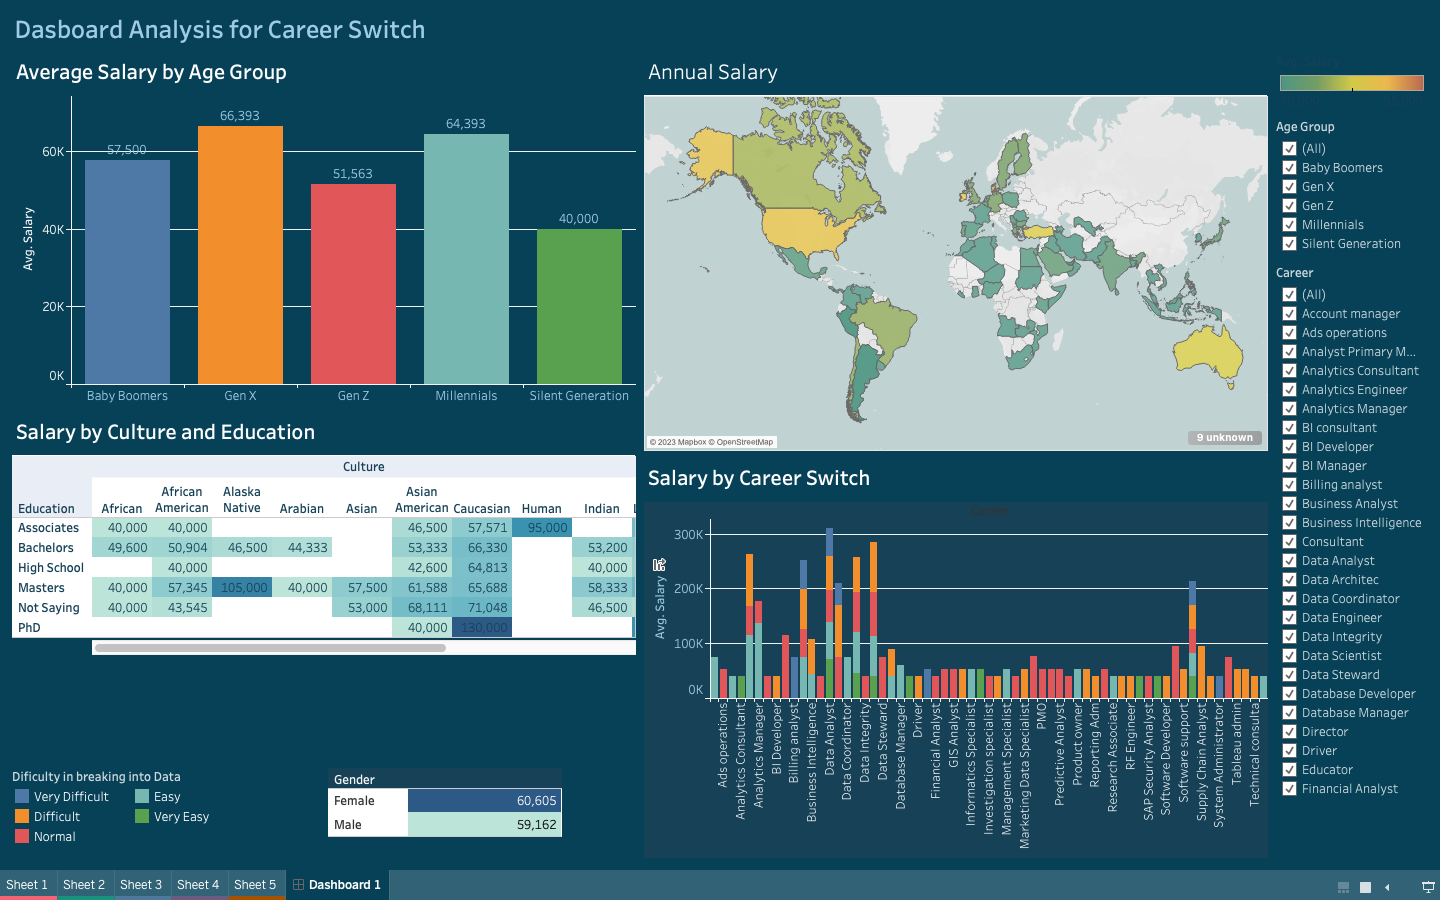 Dasboard Analysis for Career Switch
Average Salary by Age Group
66,393
64,393
57,500
51,563
40,000
60K
40K
20K
0K
Avg. Salary
Baby Boomers
Gen X
Gen Z
Millennials
Silent Generation
Annual Salary
© 2023 Mapbox © OpenStreetMap
9 unknown
Salary by Culture and Education
Culture
Education African African American Alaska Native Arabian Asian Asian American Caucasian Human Indian
Associates 40,000 40,000 46,500 57,571 95,000
Bachelors 49,600 50,904 46,500 44,333 53,333 66,330 53,200
High School 40,000 42,600 64,813 40,000
Masters 40,000 57,345 105,000 40,000 57,500 61,588 65,688 58,333
Not Saying 40,000 43,545 53,000 68,111 71,048 46,500
PhD 40,000 130,000
Salary by Career Switch
300K
200K
100K
0K
Avg. Salary
Ads operations
Analytics Consultant
Analytics Manager
BI Developer
Billing analyst
Business Intelligence
Data Analyst
Data Coordinator
Data Integrity
Data Steward
Database Manager
Driver
Financial Analyst
GIS Analyst
Informatics Specialist
Investigation specialist
Management Specialist
Marketing Data Specialist
PMO
Predictive Analyst
Product owner
Reporting Adm
Research Associate
RF Engineer
SAP Security Analyst
Software Developer
Software support
Supply Chain Analyst
System Administrator
Tableau admin
Technical consulta
Dificulty in breaking into Data
Very Difficult
Easy
Difficult
Very Easy
Normal
Gender
Female 60,605
Male 59,162
Age Group
(All)
Baby Boomers
Gen X
Gen Z
Millennials
Silent Generation
Career
(All)
Account manager
Ads operations
Analyst Primary M...
Analytics Consultant
Analytics Engineer
Analytics Manager
BI consultant
BI Developer
BI Manager
Billing analyst
Business Analyst
Business Intelligence
Consultant
Data Analyst
Data Architec
Data Coordinator
Data Engineer
Data Integrity
Data Scientist
Data Steward
Database Developer
Database Manager
Director
Driver
Educator
Financial Analyst
Sheet 1
Sheet 2
Sheet 3
Sheet 4
Sheet 5
Dashboard 1